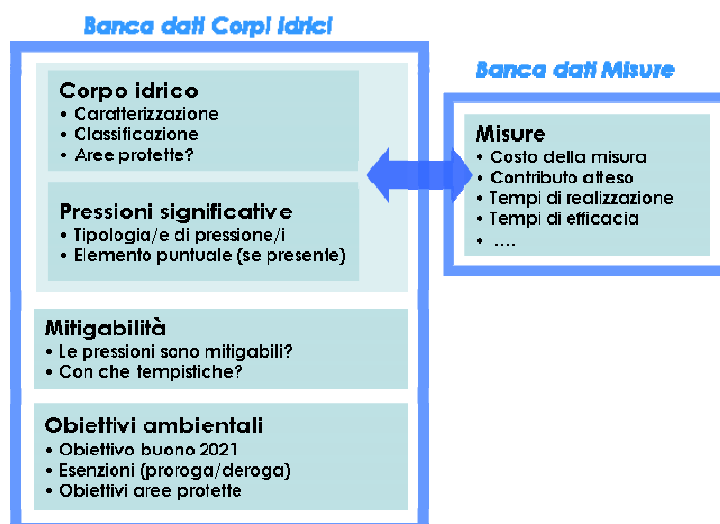 Banca dati Corpi idrici
Corpo idrico
• Caratterizzazione
• Classificazione
• Aree protette?
Pressioni significative
• Tipologia/e di pressione/i
• Elemento puntuale (se presente)
Mitigabilità
• Le pressioni sono mitigabili?
• Con che tempistiche?
Obiettivi ambientali
• Obiettivo buono 2021
• Esenzioni (proroga/deroga)
• Obiettivi aree protette
Banca dati Misure
Misure
• Costo della misura
• Contributo atteso
• Tempi di realizzazione
• Tempi di efficacia
• ....